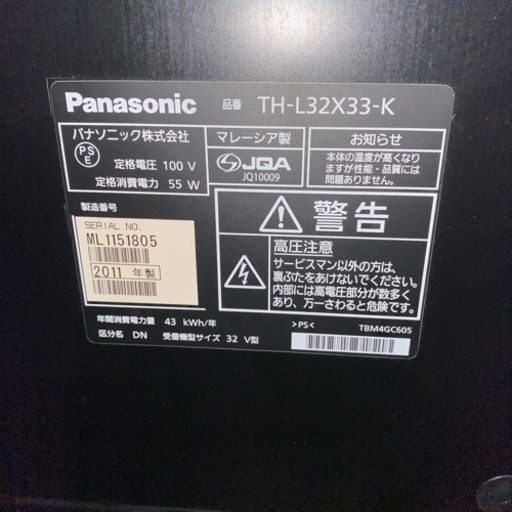 Panasonic 品番 TH-L32X33-K
パナソニック株式会社
PS E
定格電圧 100 V
定格消費電力 55 W
マレーシア製
JQA
JQ10009
お知らせ
本体の温度が高くなり
ますが性能・品質には
問題ありません。
製造番号
SERIAL NO.
ML1151805
2011 年製
警告
高圧注意
サービスマン以外の方は、
裏ぶたをあけないでください。
内部には高電圧部分が数多く
あり、万一さわると危険です。
年間消費電力量 43 kWh/年
区分名 DN 受信機型サイズ 32 V型
>PS<
TBM4GC605